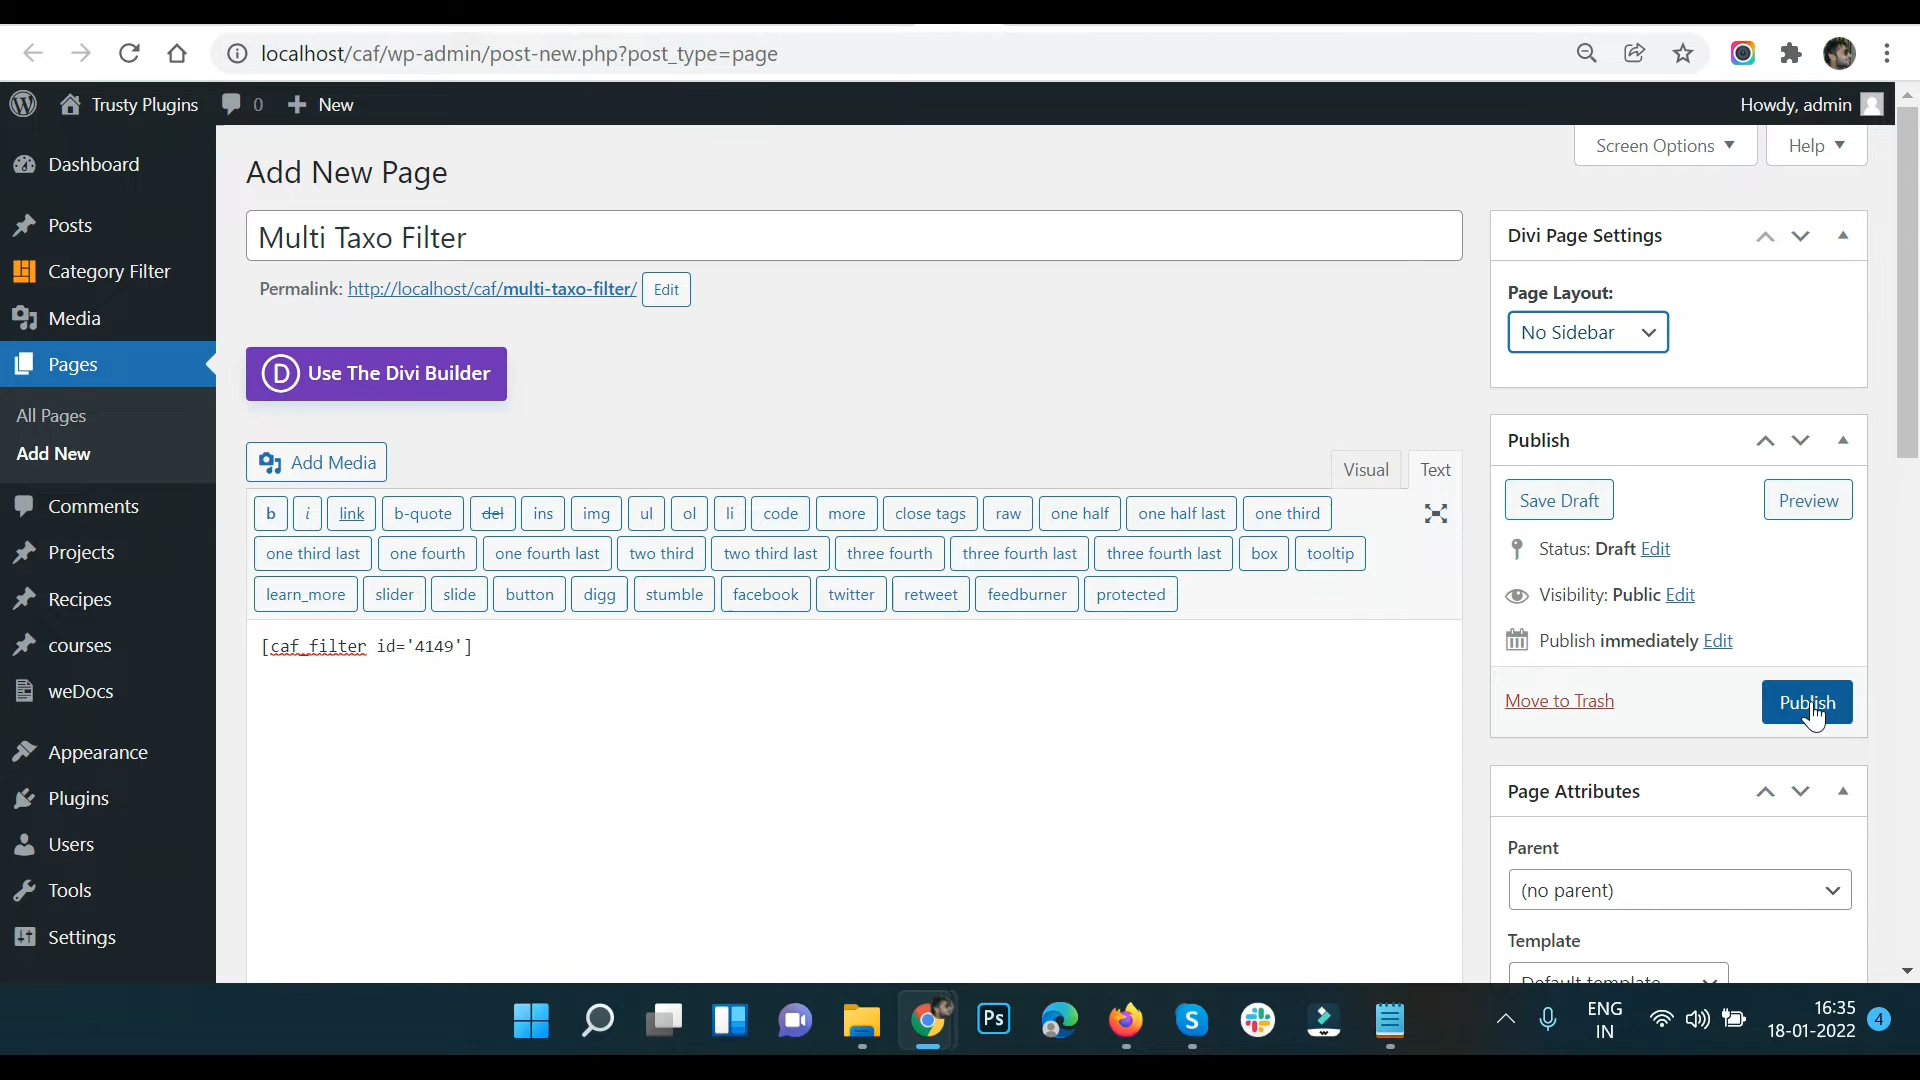 localhost/caf/wp-admin/post-new.php?post_type=page
Trusty Plugins 0 New Howdy, admin
Screen Options Help
Dashboard
Posts
Category Filter
Media
Pages
All Pages
Add New
Comments
Projects
Recipes
courses
weDocs
Appearance
Plugins
Users
Tools
Settings
Add New Page
Multi Taxo Filter
Permalink: http://localhost/caf/multi-taxo-filter/ Edit
D Use The Divi Builder
Add Media
Visual Text
b i link b-quote del ins img ul ol li code more close tags raw one half one half last one third
one third last one fourth one fourth last two third two third last three fourth three fourth last three fourth last box tooltip
learn_more slider slide button digg stumble facebook twitter retweet feedburner protected
[caf_filter id='4149']
Divi Page Settings
Page Layout:
No Sidebar
Publish
Save Draft Preview
Status: Draft Edit
Visibility: Public Edit
Publish immediately Edit
Move to Trash Publish
Page Attributes
Parent
(no parent)
Template
Default template
Ps
S
ENG
IN
16:35
18-01-2022
4